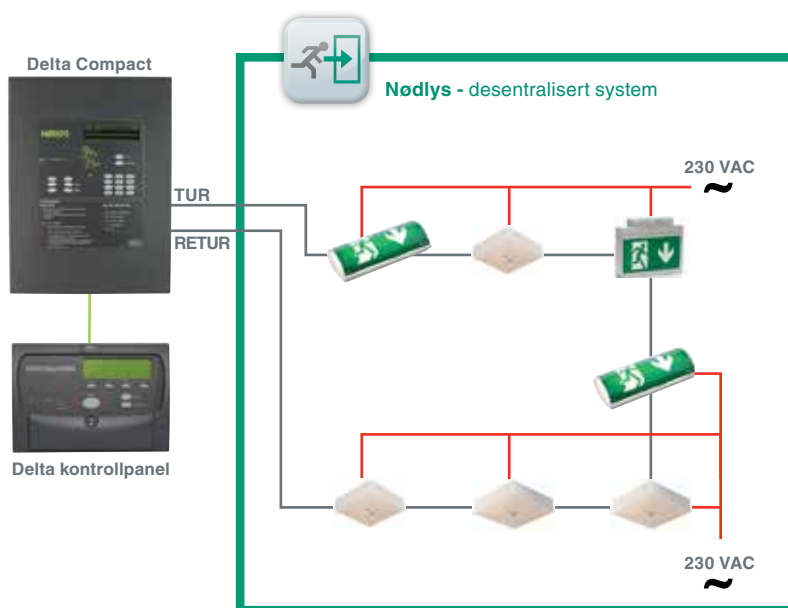 Delta Compact
Nødlys - desentralisert system
230 VAC
~
TUR
RETUR
Delta kontrollpanel
230 VAC
~